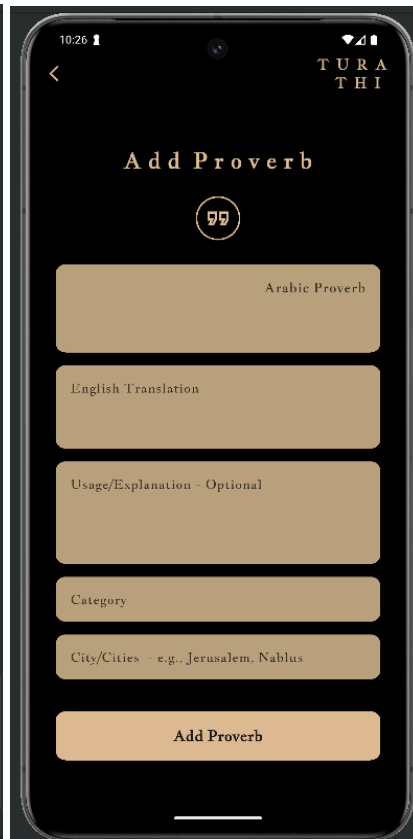 10:26
TURA
THI
Add Proverb
Arabic Proverb
English Translation
Usage/Explanation - Optional
Category
City/Cities - e.g., Jerusalem, Nablus
Add Proverb